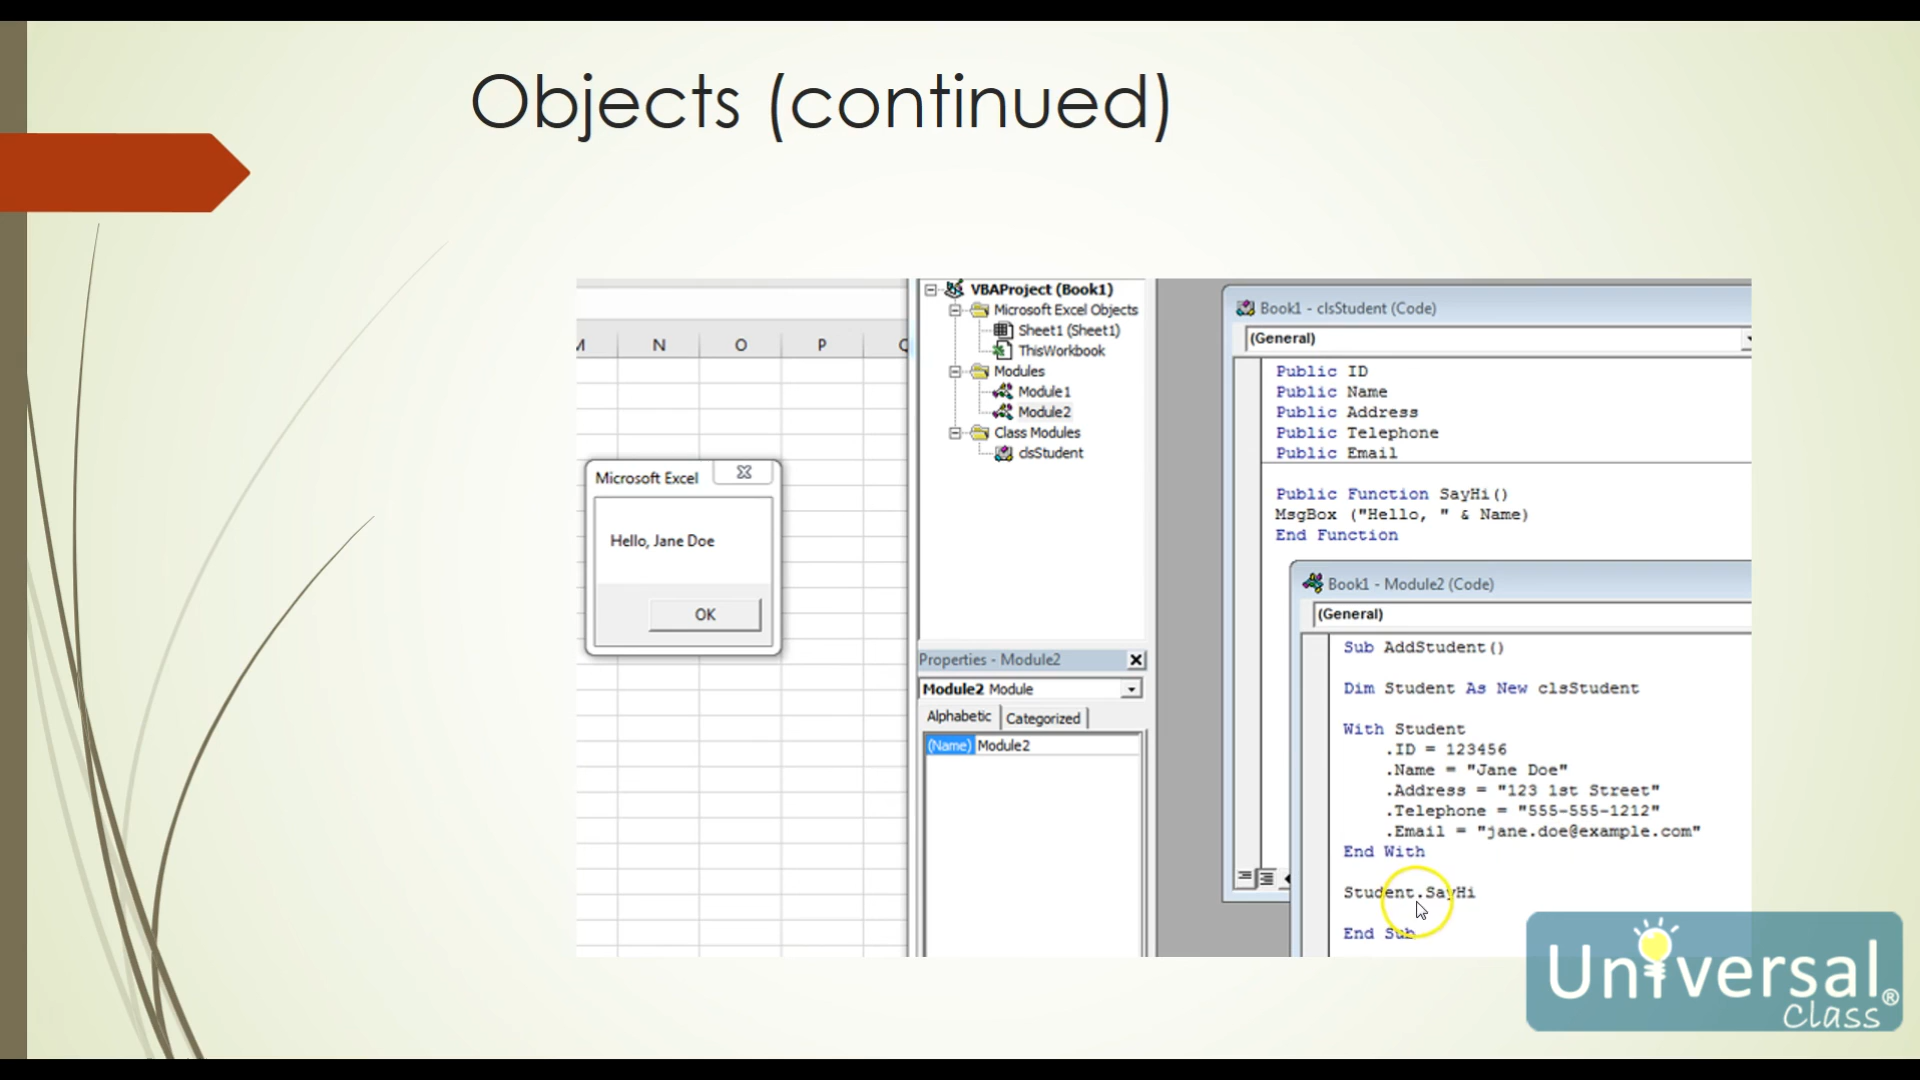 Objects (continued)
N O P
Microsoft Excel
Hello, Jane Doe
OK
VBAProject (Book1)
Microsoft Excel Objects
Sheet1 (Sheet1)
ThisWorkbook
Modules
Module1
Module2
Class Modules
clsStudent
Properties - Module2
Module2 Module
Alphabetic Categorized
(Name) Module2
Book1 - clsStudent (Code)
(General)
Public ID
Public Name
Public Address
Public Telephone
Public Email
Public Function SayHi()
MsgBox ("Hello, " & Name)
End Function
Book1 - Module2 (Code)
(General)
Sub AddStudent()
Dim Student As New clsStudent
With Student
.ID = 123456
.Name = "Jane Doe"
.Address = "123 1st Street"
.Telephone = "555-555-1212"
.Email = "jane.doe@example.com"
End With
Student.SayHi
End Sub
Universal
Class®